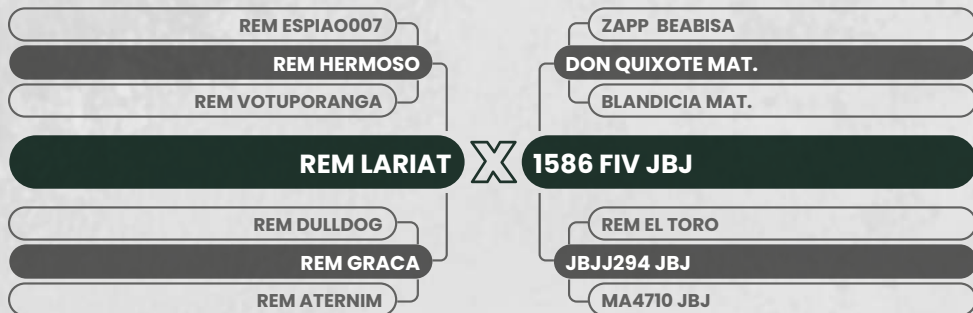 REM ESPIAO007
REM HERMOSO
REM VOTUPORANGA
REM LARIAT
REM DULLDOG
REM GRACA
REM ATERNIM
X
ZAPP BEABISA
DON QUIXOTE MAT.
BLANDICIA MAT.
1586 FIV JBJ
REM EL TORO
JBJJ294 JBJ
MA4710 JBJ